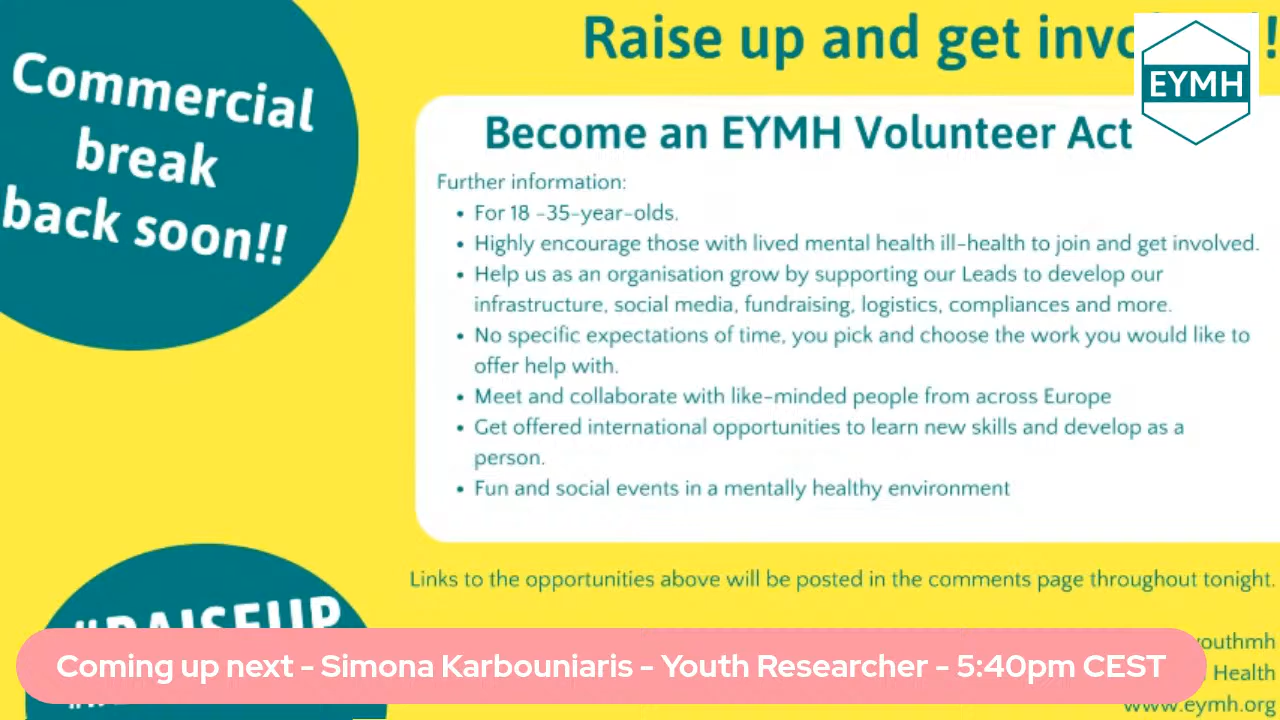 Commercial
break
back soon!!
Raise up and get !
EYMH
Become an EYMH Volunteer Act
Further information:
• For 18 -35-year-olds.
• Highly encourage those with lived mental health ill-health to join and get involved.
• Help us as an organisation grow by supporting our Leads to develop our
infrastructure, social media, fundraising, logistics, compliances and more.
• No specific expectations of time, you pick and choose the work you would like to
offer help with.
• Meet and collaborate with like-minded people from across Europe
• Get offered international opportunities to learn new skills and develop as a
person.
• Fun and social events in a mentally healthy environment
Links to the opportunities above will be posted in the comments page throughout tonight.
#RAISEUP
Coming up next - Simona Karbouniaris - Youth Researcher - 5:40pm CEST
youthmh
Health
www.eymh.org